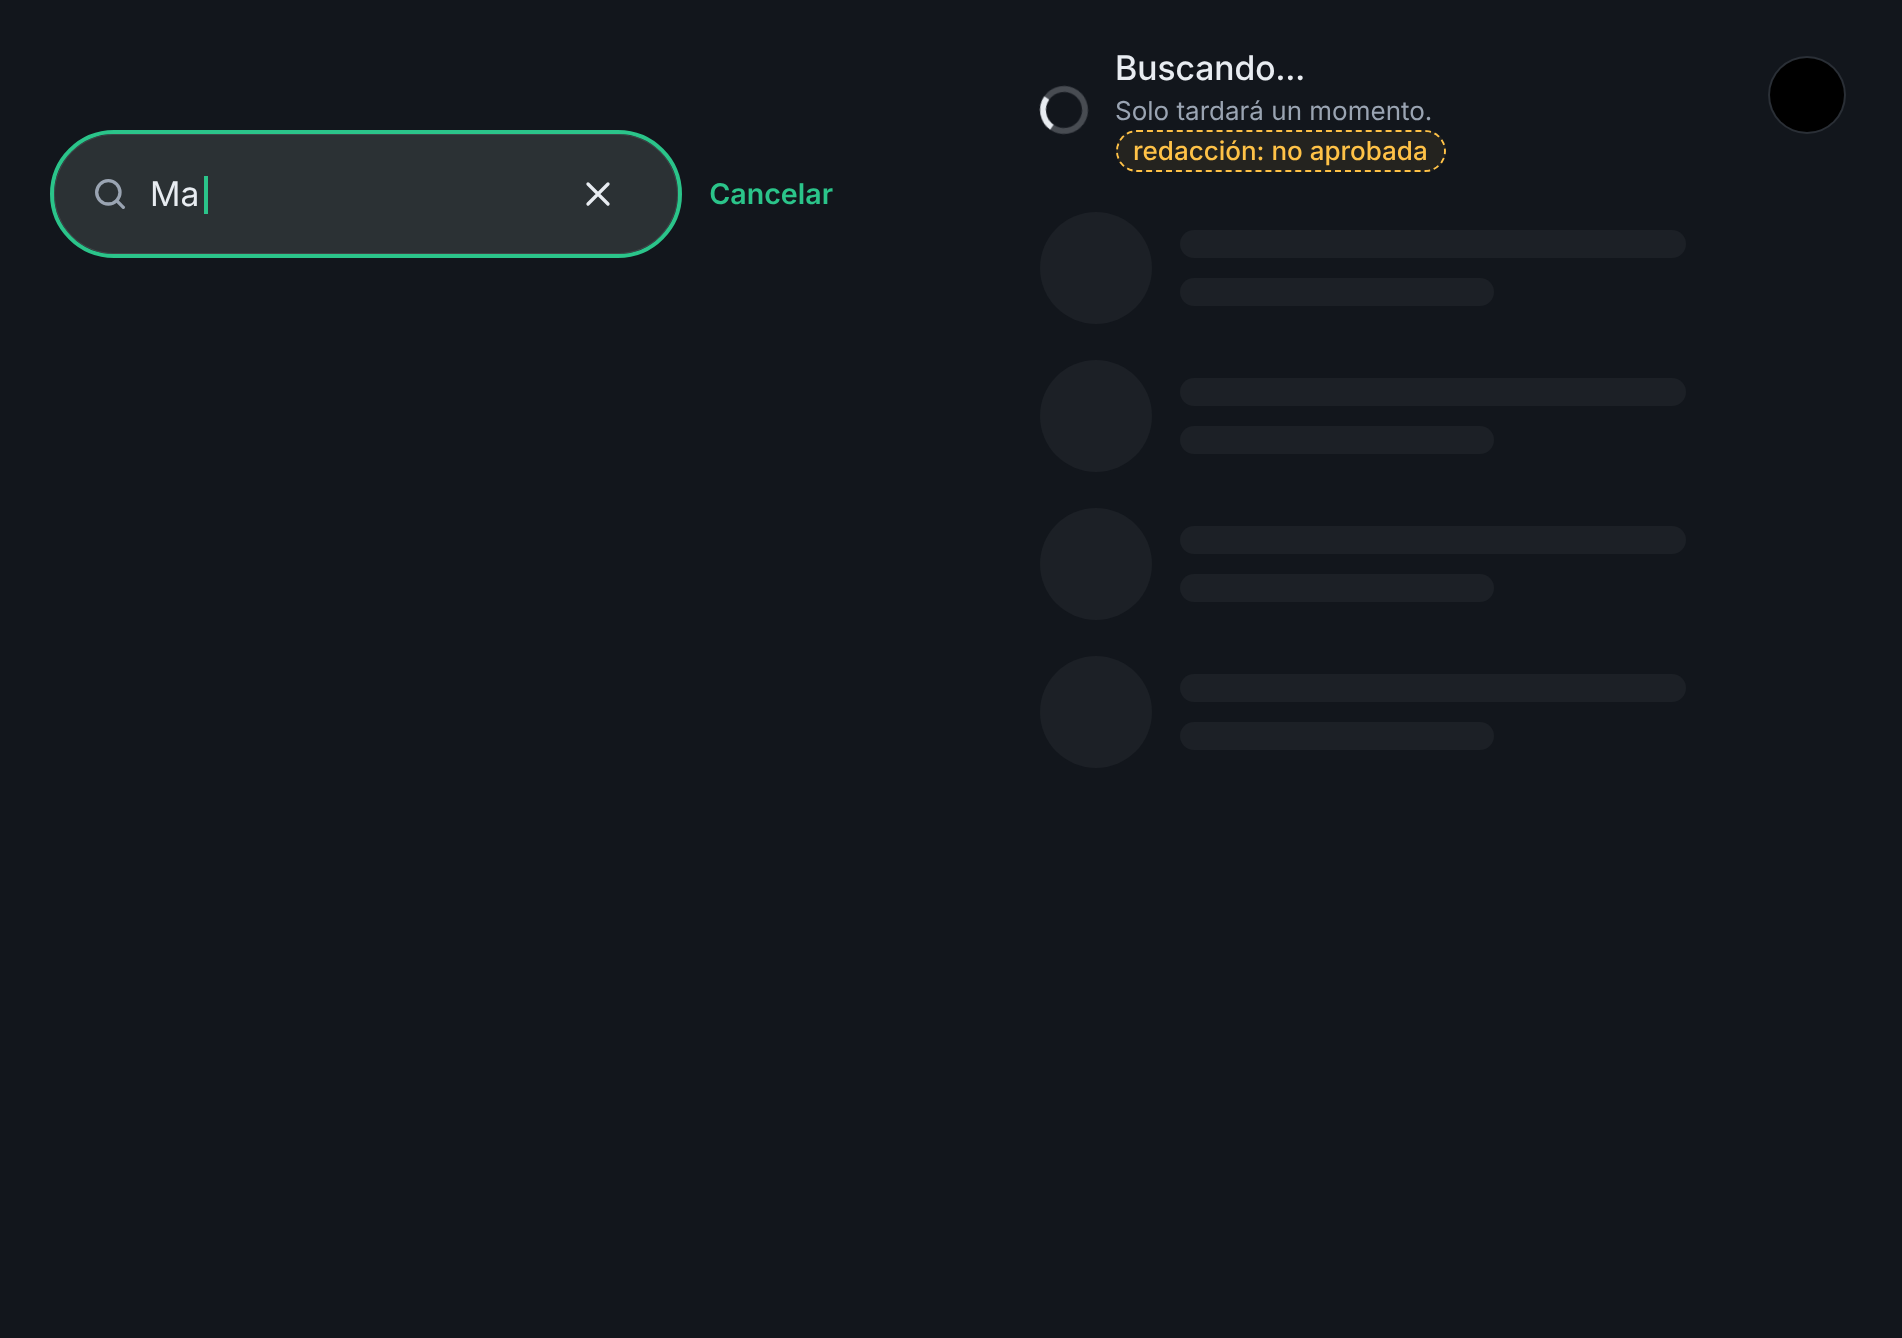 Ma
Cancelar
Buscando...
Solo tardará un momento.
redacción: no aprobada